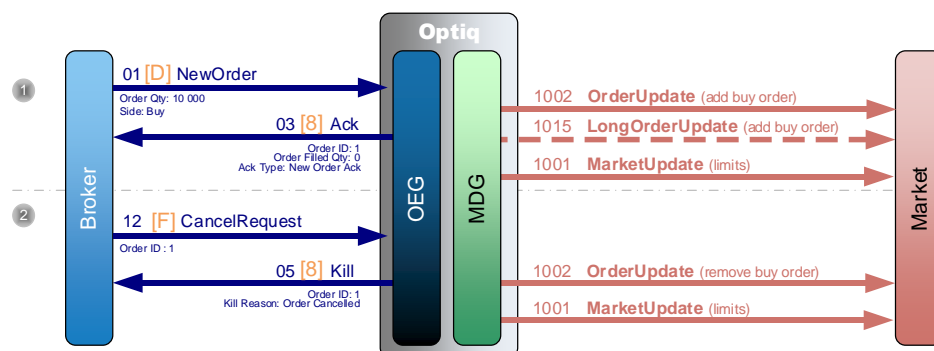 Optiq
1
01 [D] NewOrder
Order Qty: 10 000
Side: Buy
03 [8] Ack
Order ID: 1
Order Filled Qty: 0
Ack Type: New Order Ack
1002 OrderUpdate (add buy order)
1015 LongOrderUpdate (add buy order)
1001 MarketUpdate (limits)
Broker
OEG
MDG
Market
2
12 [F] CancelRequest
Order ID : 1
05 [8] Kill
Order ID: 1
Kill Reason: Order Cancelled
1002 OrderUpdate (remove buy order)
1001 MarketUpdate (limits)